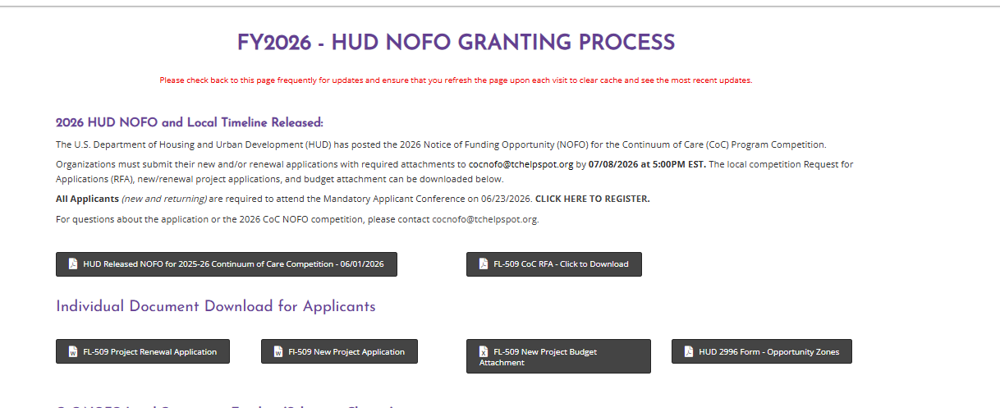 FY2026 - HUD NOFO GRANTING PROCESS
Please check back to this page frequently for updates and ensure that you refresh the page upon each visit to clear cache and see the most recent updates.
2026 HUD NOFO and Local Timeline Released:
The U.S. Department of Housing and Urban Development (HUD) has posted the 2026 Notice of Funding Opportunity (NOFO) for the Continuum of Care (CoC) Program Competition.
Organizations must submit their new and/or renewal applications with required attachments to cocnofo@tchelpspot.org by 07/08/2026 at 5:00PM EST. The local competition Request for
Applications (RFA), new/renewal project applications, and budget attachment can be downloaded below.
All Applicants (new and returning) are required to attend the Mandatory Applicant Conference on 06/23/2026. CLICK HERE TO REGISTER.
For questions about the application or the 2026 CoC NOFO competition, please contact cocnofo@tchelpspot.org.
HUD Released NOFO for 2025-26 Continuum of Care Competition - 06/01/2026
FL-509 CoC RFA - Click to Download
Individual Document Download for Applicants
FL-509 Project Renewal Application
Fl-509 New Project Application
FL-509 New Project Budget
Attachment
HUD 2996 Form - Opportunity Zones